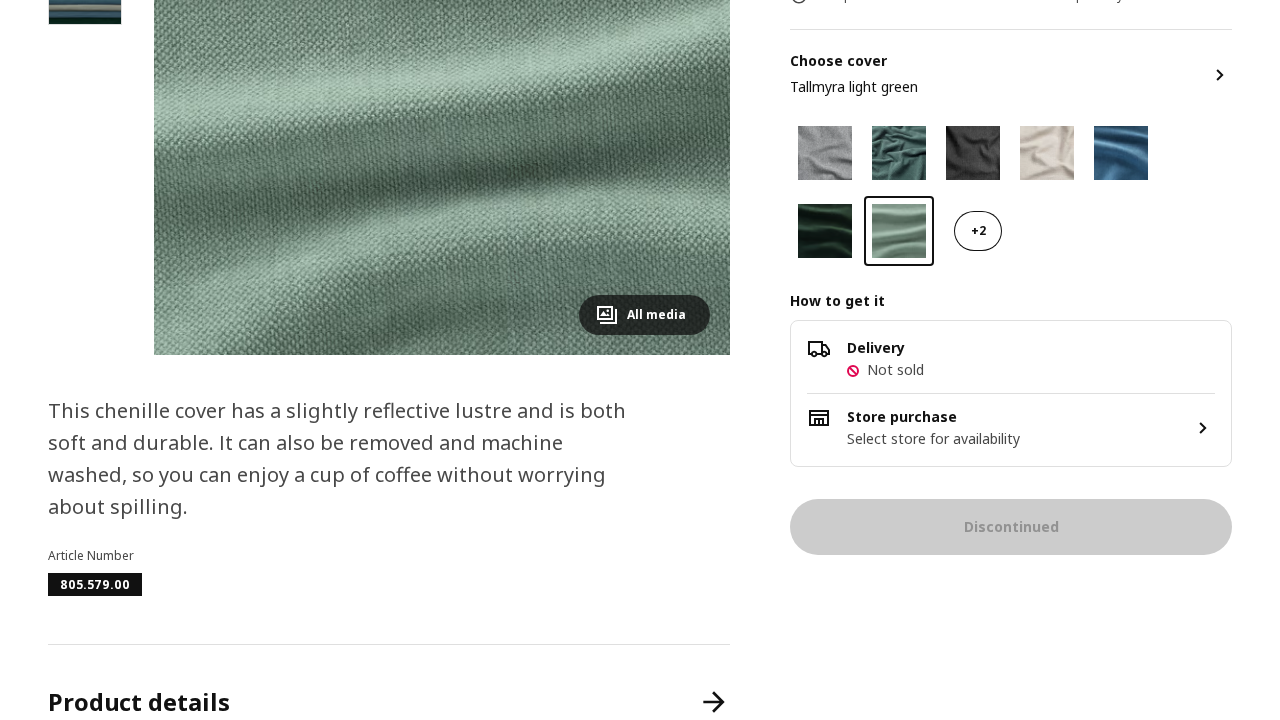 Choose cover
Tallmyra light green
+2
All media
How to get it
Delivery
Not sold
Store purchase
Select store for availability
Discontinued
This chenille cover has a slightly reflective lustre and is both
soft and durable. It can also be removed and machine
washed, so you can enjoy a cup of coffee without worrying
about spilling.
Article Number
805.579.00
Product details